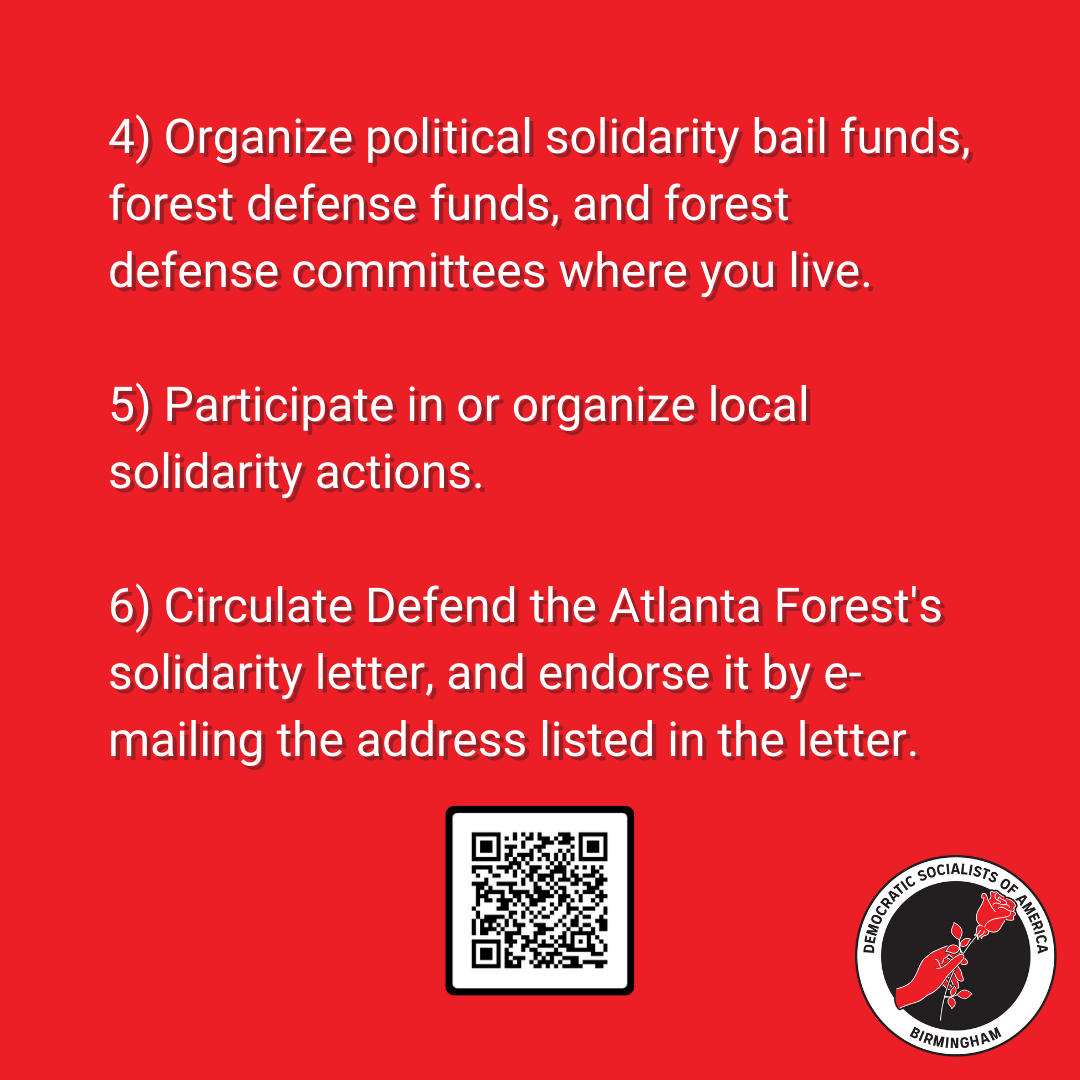 4) Organize political solidarity bail funds,
forest defense funds, and forest
defense committees where you live.
5) Participate in or organize local
solidarity actions.
6) Circulate Defend the Atlanta Forest's
solidarity letter, and endorse it by e-
mailing the address listed in the letter.
DEMOCRATIC SOCIALISTS OF AMERICA
BIRMINGHAM